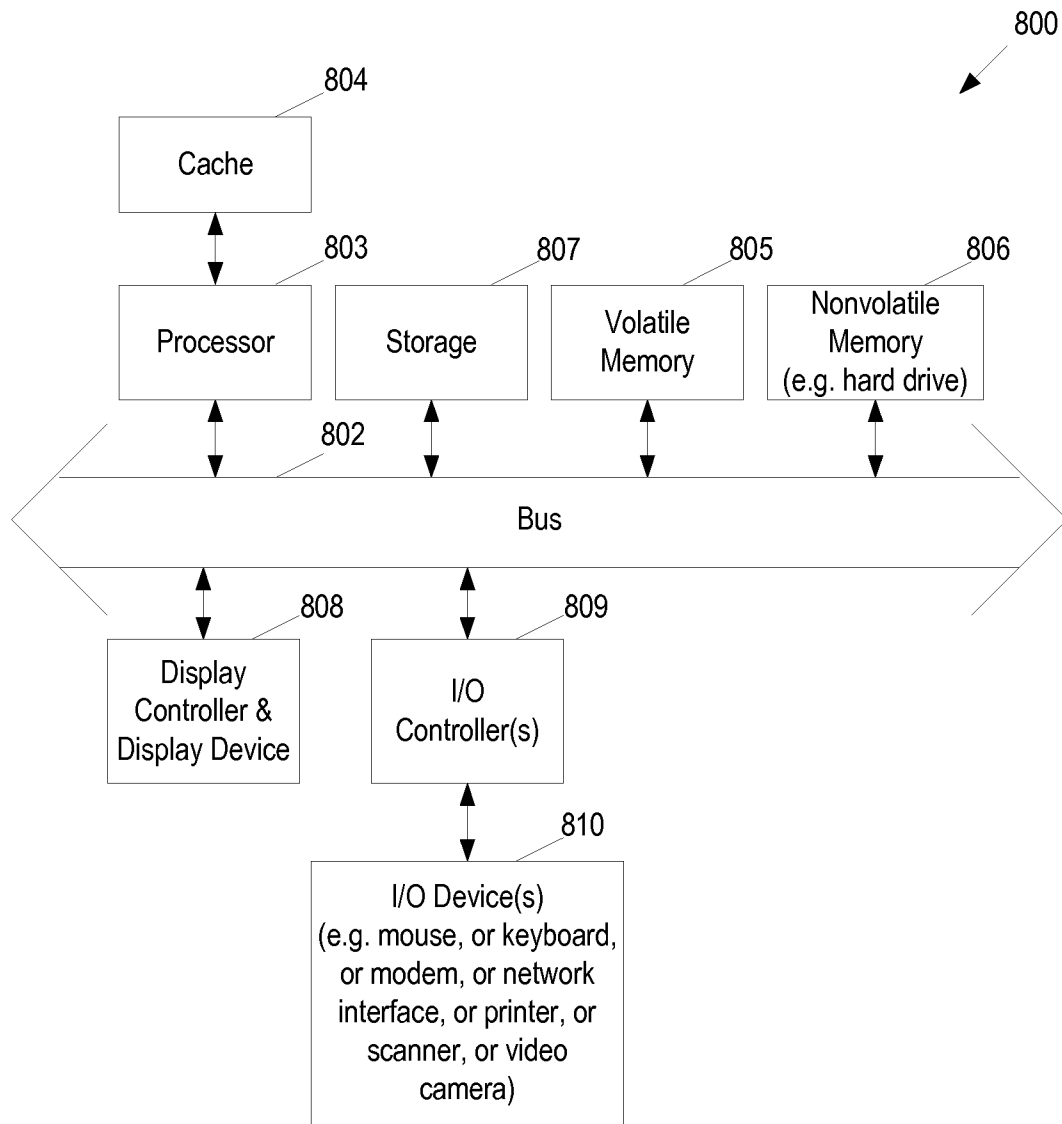 800
804
Cache
803
807
805
806
Processor
Storage
Volatile
Memory
Nonvolatile
Memory
(e.g. hard drive)
802
Bus
808
809
Display
Controller &
Display Device
I/O
Controller(s)
810
I/O Device(s)
(e.g. mouse, or keyboard,
or modem, or network
interface, or printer, or
scanner, or video
camera)